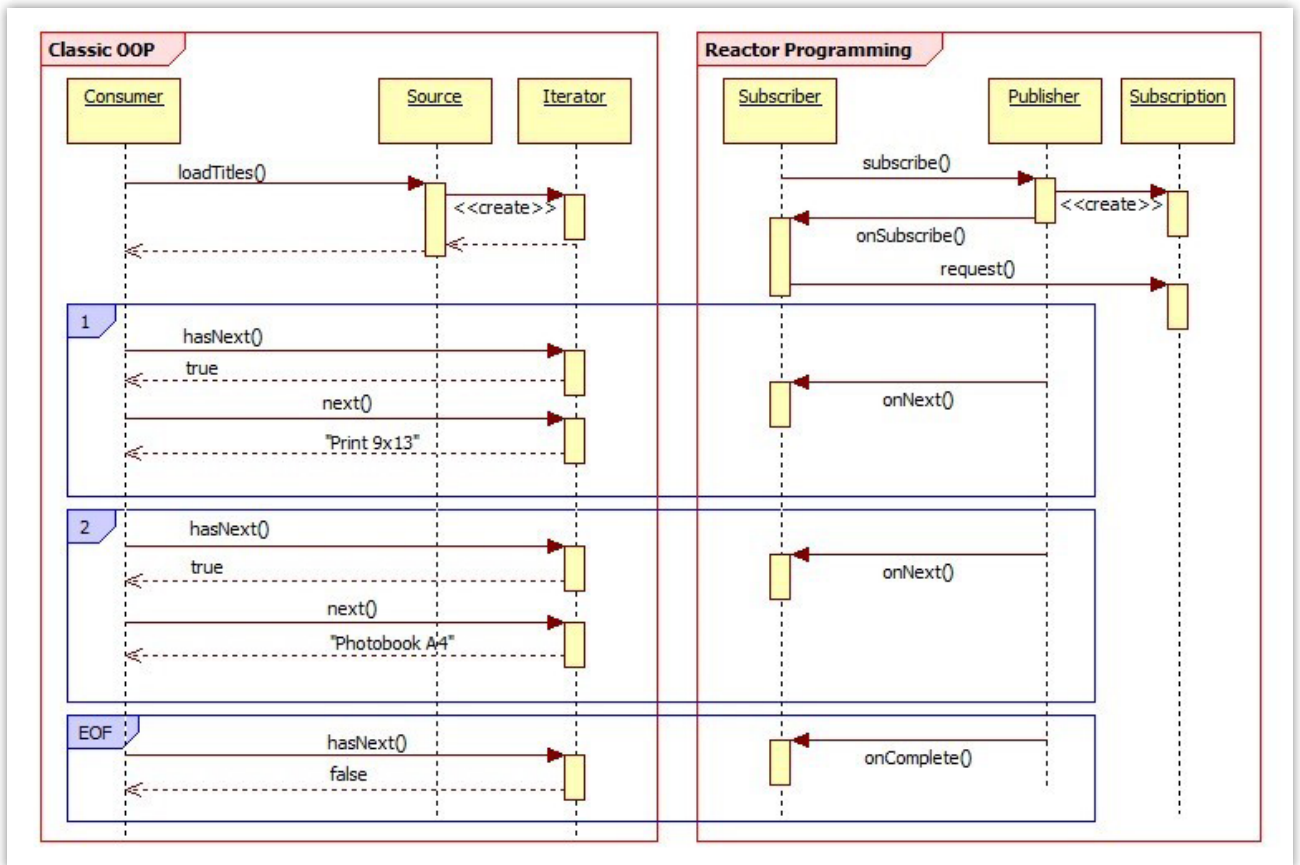 Classic OOP
Consumer
Source
Iterator
loadTitles()
<<create>>
Reactor Programming
Subscriber
Publisher
Subscription
subscribe()
<<create>>
onSubscribe()
request()
1
hasNext()
true
next()
"Print 9x13"
onNext()
2
hasNext()
true
next()
"Photobook A4"
onNext()
EOF
hasNext()
false
onComplete()